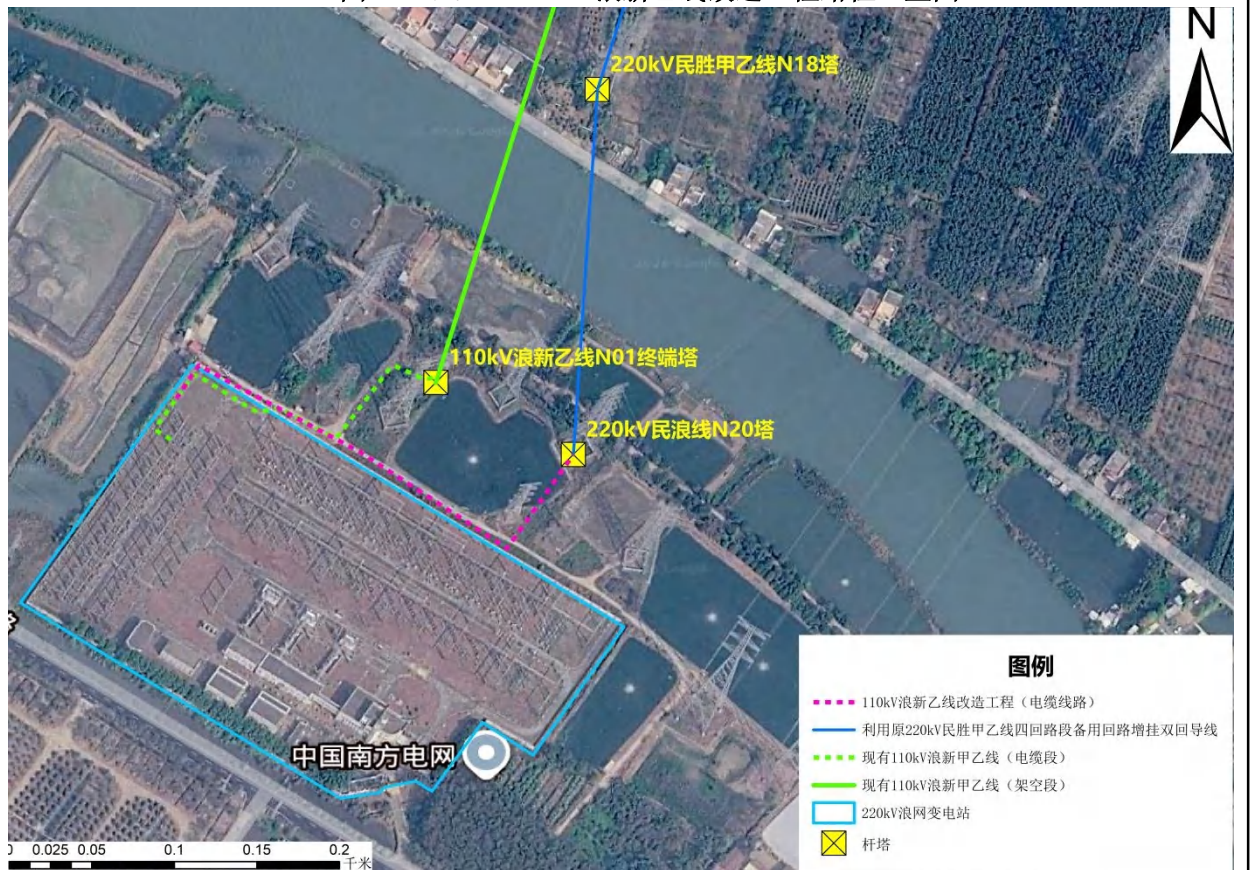 N
220kV民胜甲乙线N18塔
110kV浪新乙线N01终端塔
220kV民浪线N20塔
中国南方电网
图例
110kV浪新乙线改造工程（电缆线路）
利用原220kV民胜甲乙线四回路段备用回路增挂双回导线
现有110kV浪新甲乙线（电缆段）
现有110kV浪新甲乙线（架空段）
220kV浪网变电站
杆塔
0 0.025 0.05 0.1 0.15 0.2
千米